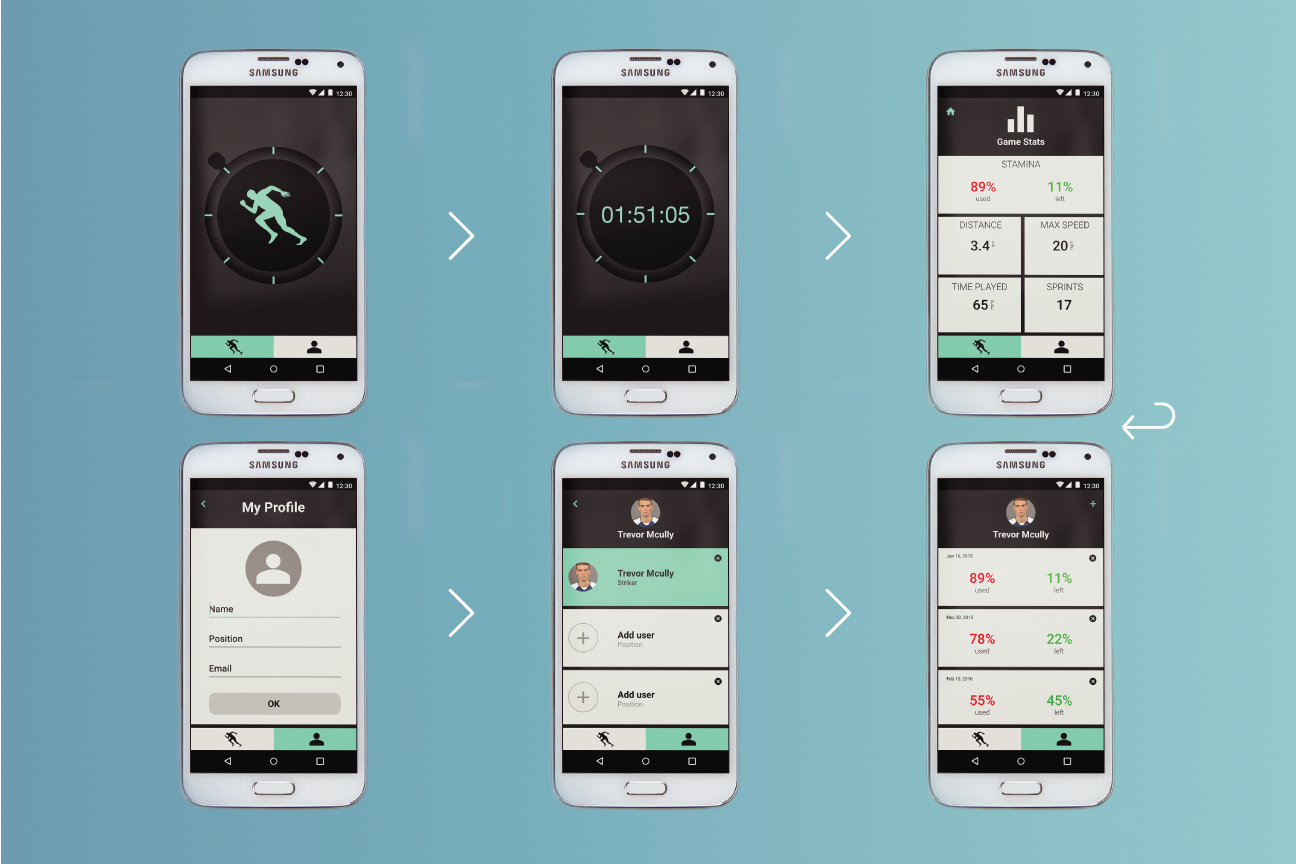 SAMSUNG
12:30
SAMSUNG
12:30
01:51:05
SAMSUNG
12:30
Game Stats
STAMINA
89% 11%
used left
DISTANCE MAX SPEED
3.4 20
TIME PLAYED SPRINTS
65 17
SAMSUNG
12:30
My Profile
Name
Position
Email
OK
SAMSUNG
12:30
Trevor Mcully
Trevor Mcully
Striker
Add user
Position
Add user
Position
SAMSUNG
12:30
Trevor Mcully
Jan 16, 2015
89% 11%
used left
Nov 20, 2015
78% 22%
used left
Feb 10, 2016
55% 45%
used left